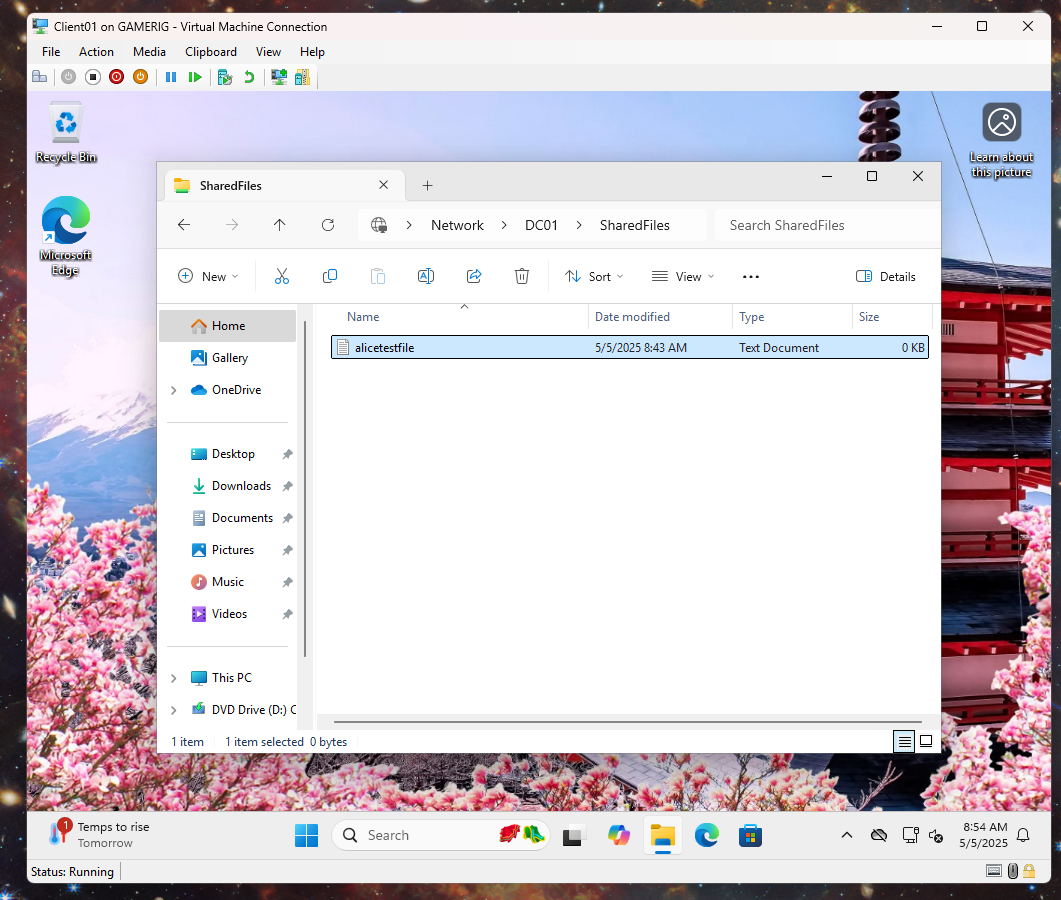 Client01 on GAMERIG - Virtual Machine Connection
File Action Media Clipboard View Help
Recycle Bin
Microsoft
Edge
Learn about
this picture
SharedFiles
Network DC01 SharedFiles
Search SharedFiles
New Sort View Details
Name Date modified Type Size
alicetestfile 5/5/2025 8:43 AM Text Document 0 KB
Home
Gallery
OneDrive
Desktop
Downloads
Documents
Pictures
Music
Videos
This PC
DVD Drive (D:) C
1 item 1 item selected 0 bytes
1
Temps to rise
Tomorrow
Search
8:54 AM
5/5/2025
Status: Running